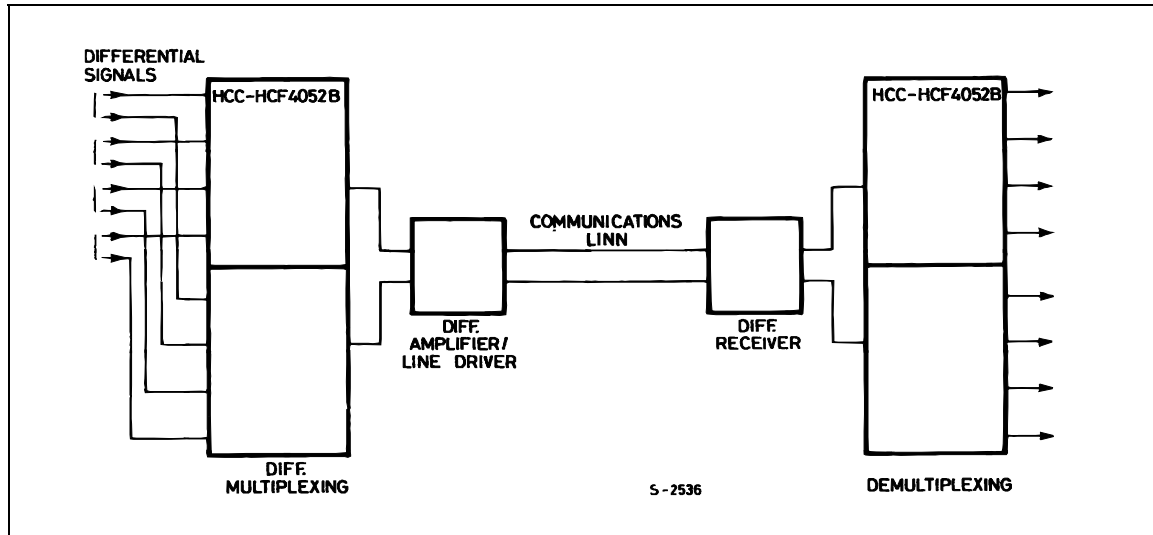 DIFFERENTIAL
SIGNALS
HCC-HCF4052B
HCC-HCF4052B
COMMUNICATIONS
LINN
DIFF.
AMPLIFIER/
LINE DRIVER
DIFF.
RECEIVER
DIFF.
MULTIPLEXING
S-2536
DEMULTIPLEXING